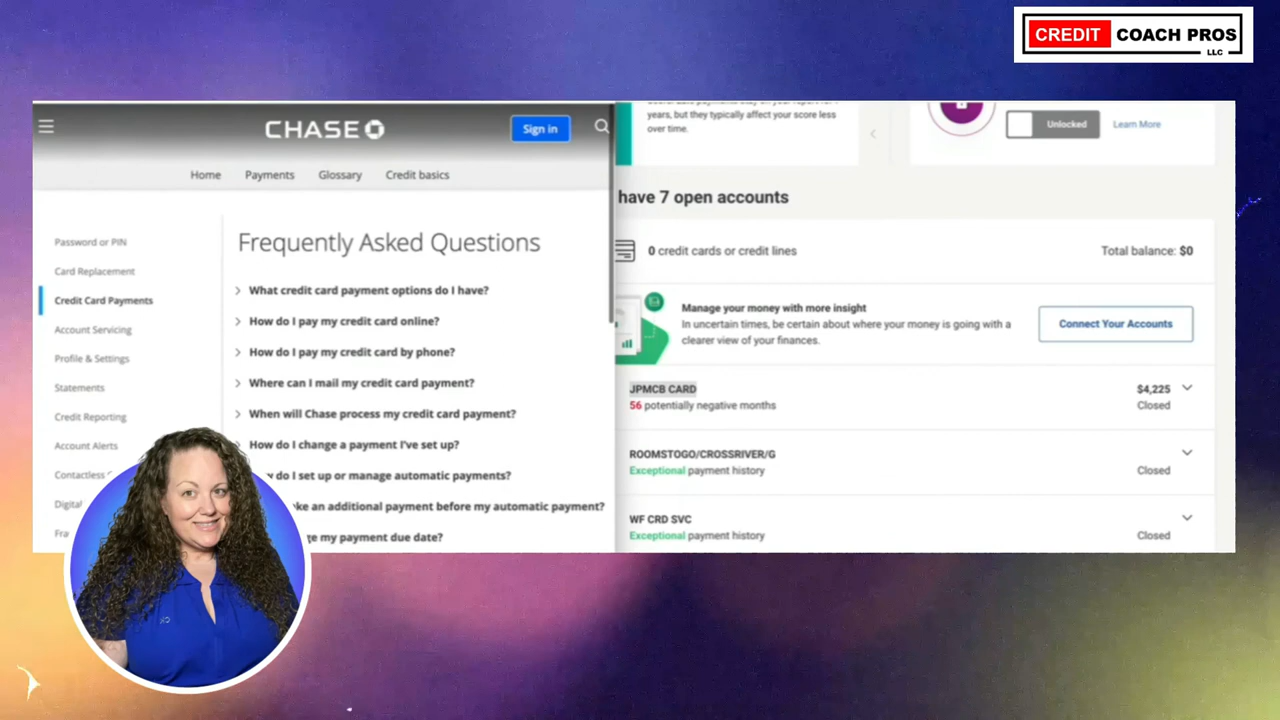 CREDIT COACH PROS
LLC
CHASE
Sign in
Home Payments Glossary Credit basics
Password or PIN
Card Replacement
Credit Card Payments
Account Servicing
Profile & Settings
Statements
Credit Reporting
Account Alerts
Contactless
Digital
Fra
Frequently Asked Questions
What credit card payment options do I have?
How do I pay my credit card online?
How do I pay my credit card by phone?
Where can I mail my credit card payment?
When will Chase process my credit card payment?
How do I change a payment I've set up?
do I set up or manage automatic payments?
an additional payment before my automatic payment?
my payment due date?
years, but they typically affect your score less
over time.
Unlocked
Learn More
have 7 open accounts
0 credit cards or credit lines
Total balance: $0
Manage your money with more insight
In uncertain times, be certain about where your money is going with a
clearer view of your finances.
Connect Your Accounts
JPMCB CARD
$4,225
56 potentially negative months
Closed
ROOMSTOGO/CROSSRIVER/G
Exceptional payment history
Closed
WF CRD SVC
Exceptional payment history
Closed